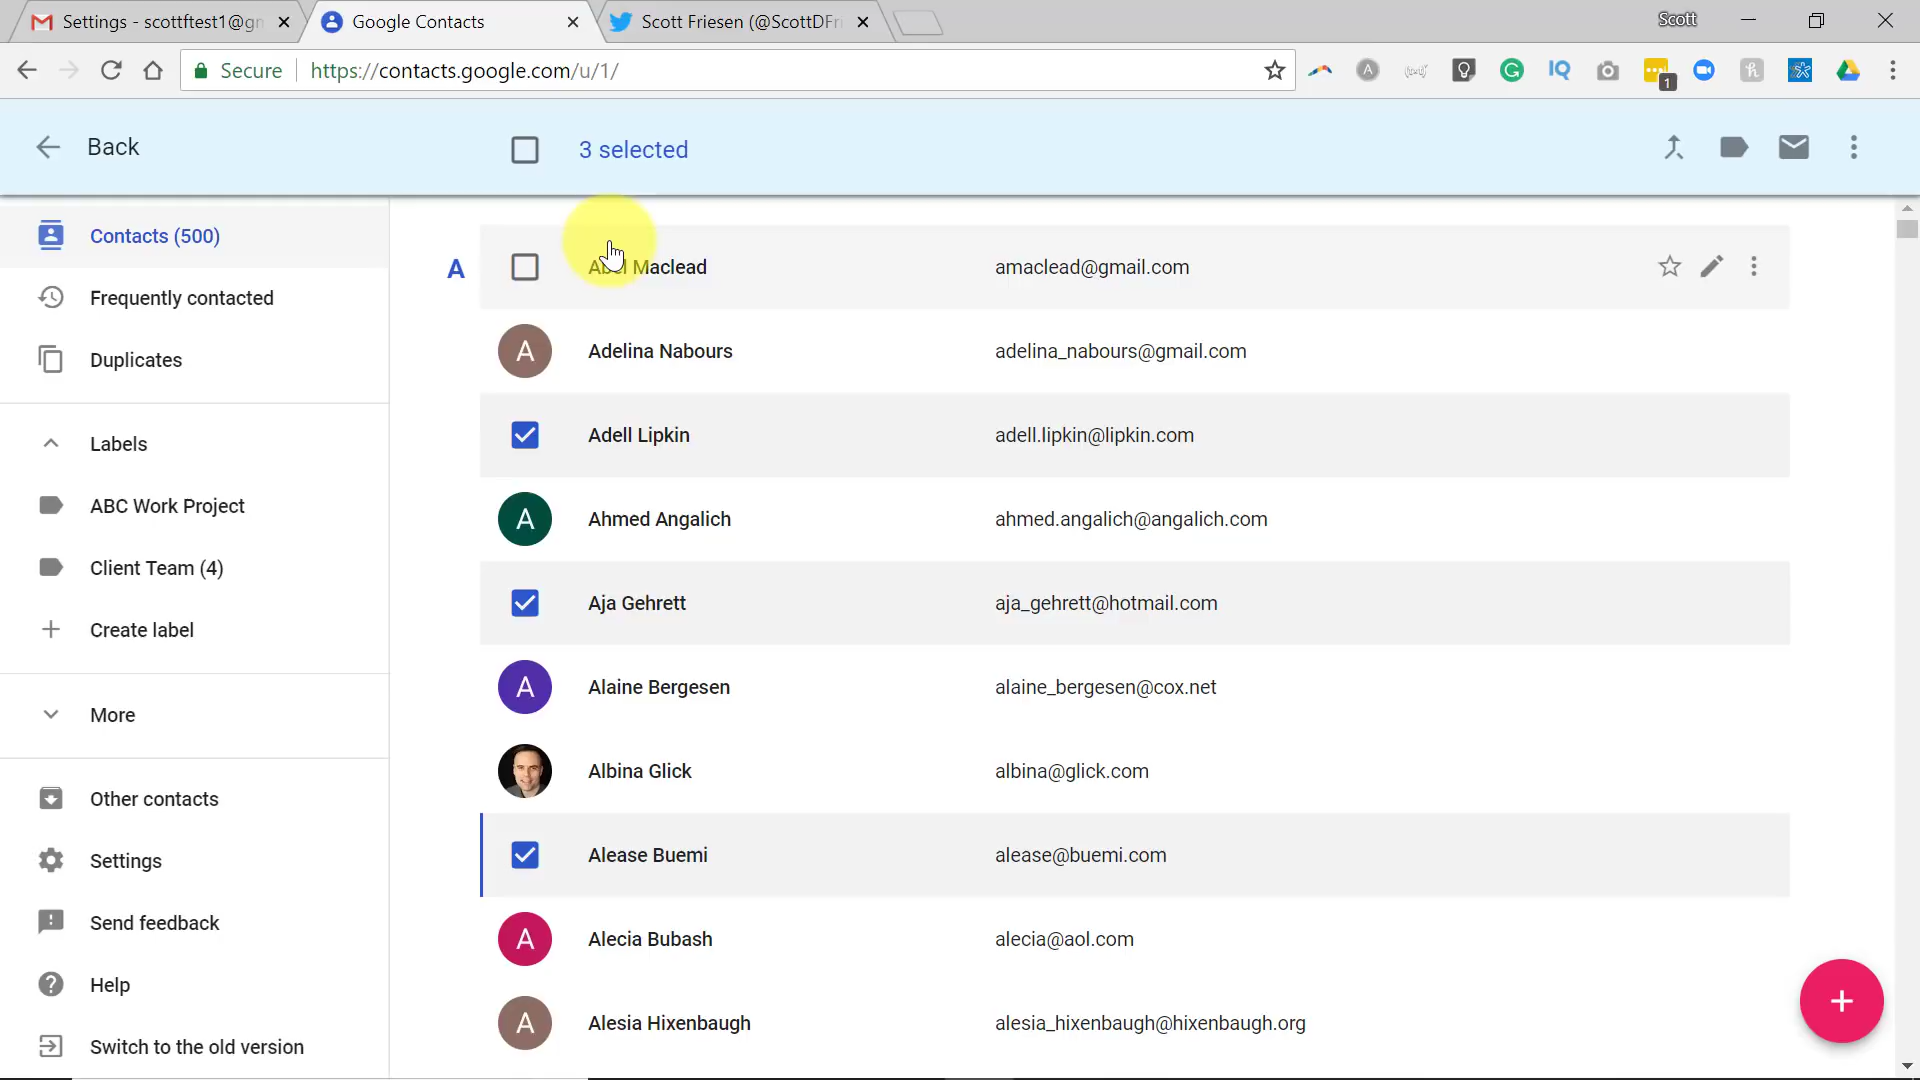 Settings - scottftest1@gm
Google Contacts
Scott Friesen (@ScottDFri
Scott
Secure
https://contacts.google.com/u/1/
1
Back
3 selected
Contacts (500)
Frequently contacted
Duplicates
Labels
ABC Work Project
Client Team (4)
Create label
More
Other contacts
Settings
Send feedback
Help
Switch to the old version
A
Abel Maclead amaclead@gmail.com
A Adelina Nabours adelina_nabours@gmail.com
Adell Lipkin adell.lipkin@lipkin.com
A Ahmed Angalich ahmed.angalich@angalich.com
Aja Gehrett aja_gehrett@hotmail.com
A Alaine Bergesen alaine_bergesen@cox.net
Albina Glick albina@glick.com
Alease Buemi alease@buemi.com
A Alecia Bubash alecia@aol.com
A Alesia Hixenbaugh alesia_hixenbaugh@hixenbaugh.org